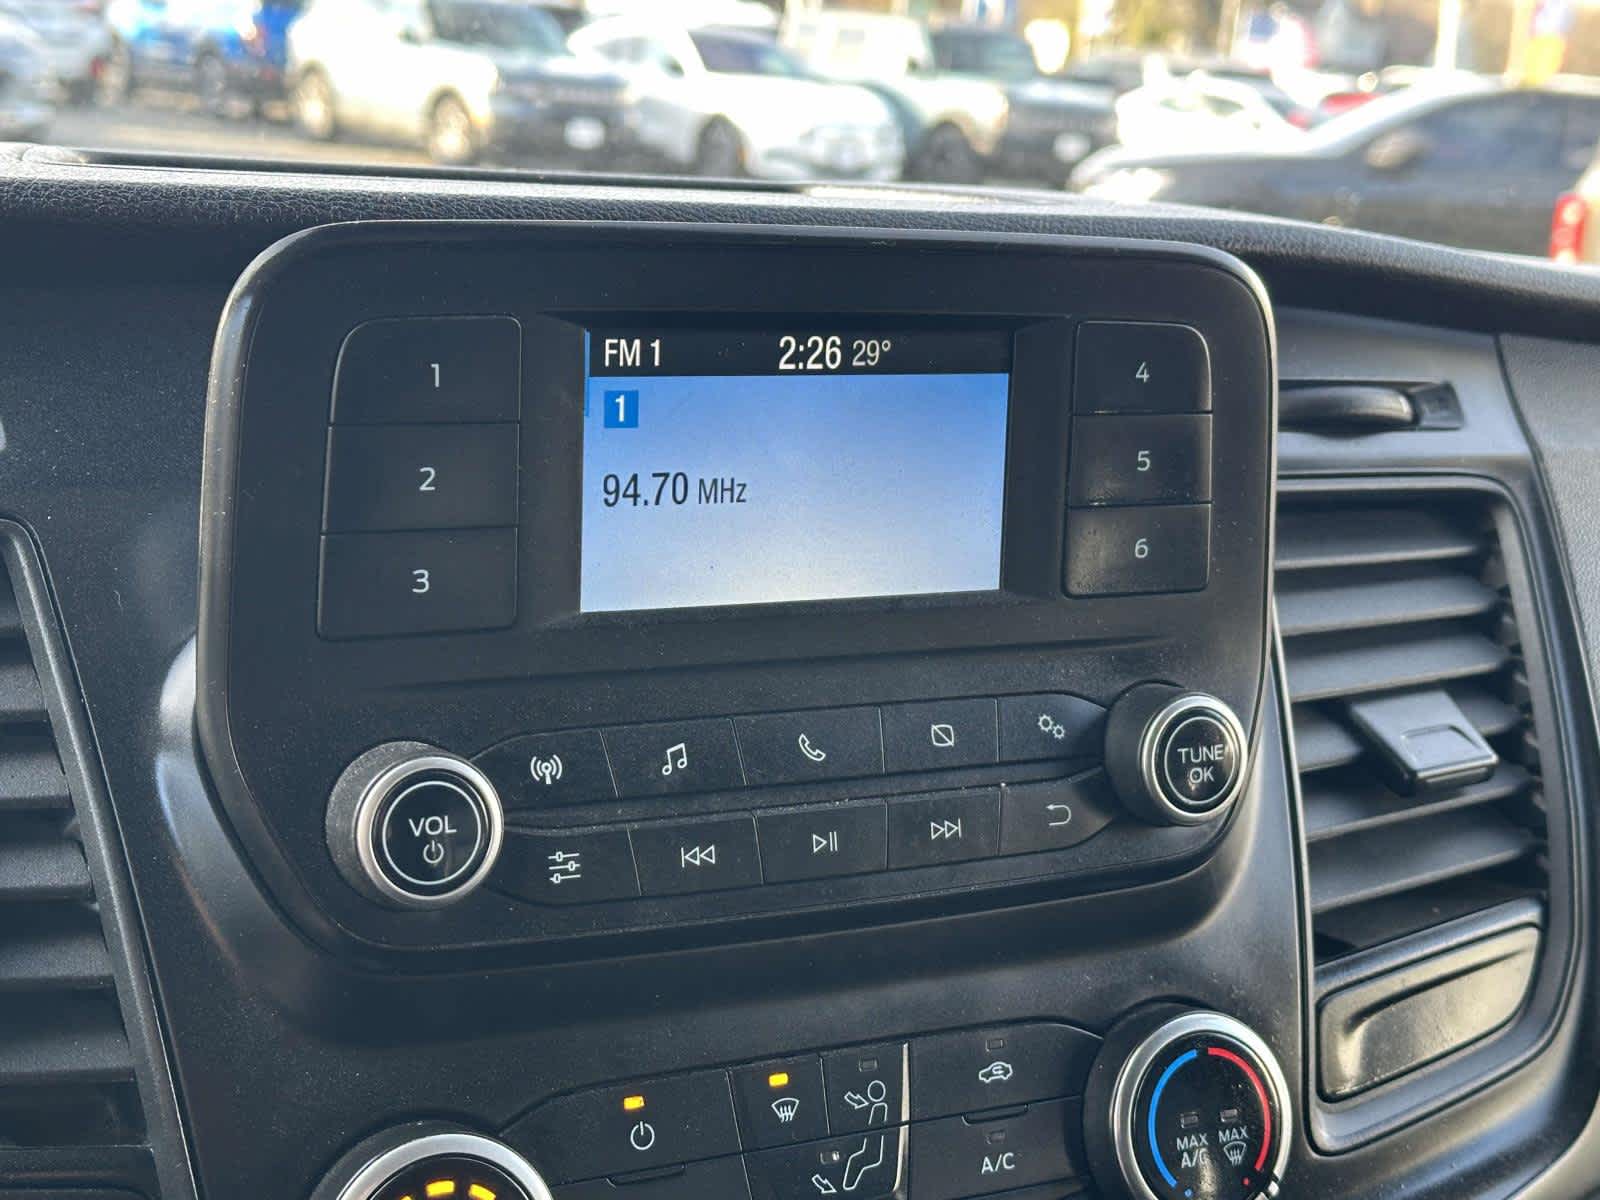 FM 1 2:26 29°
1
94.70 MHz
1
2
3
4
5
6
VOL
TUNE
OK
A/C
MAX
A/C
MAX